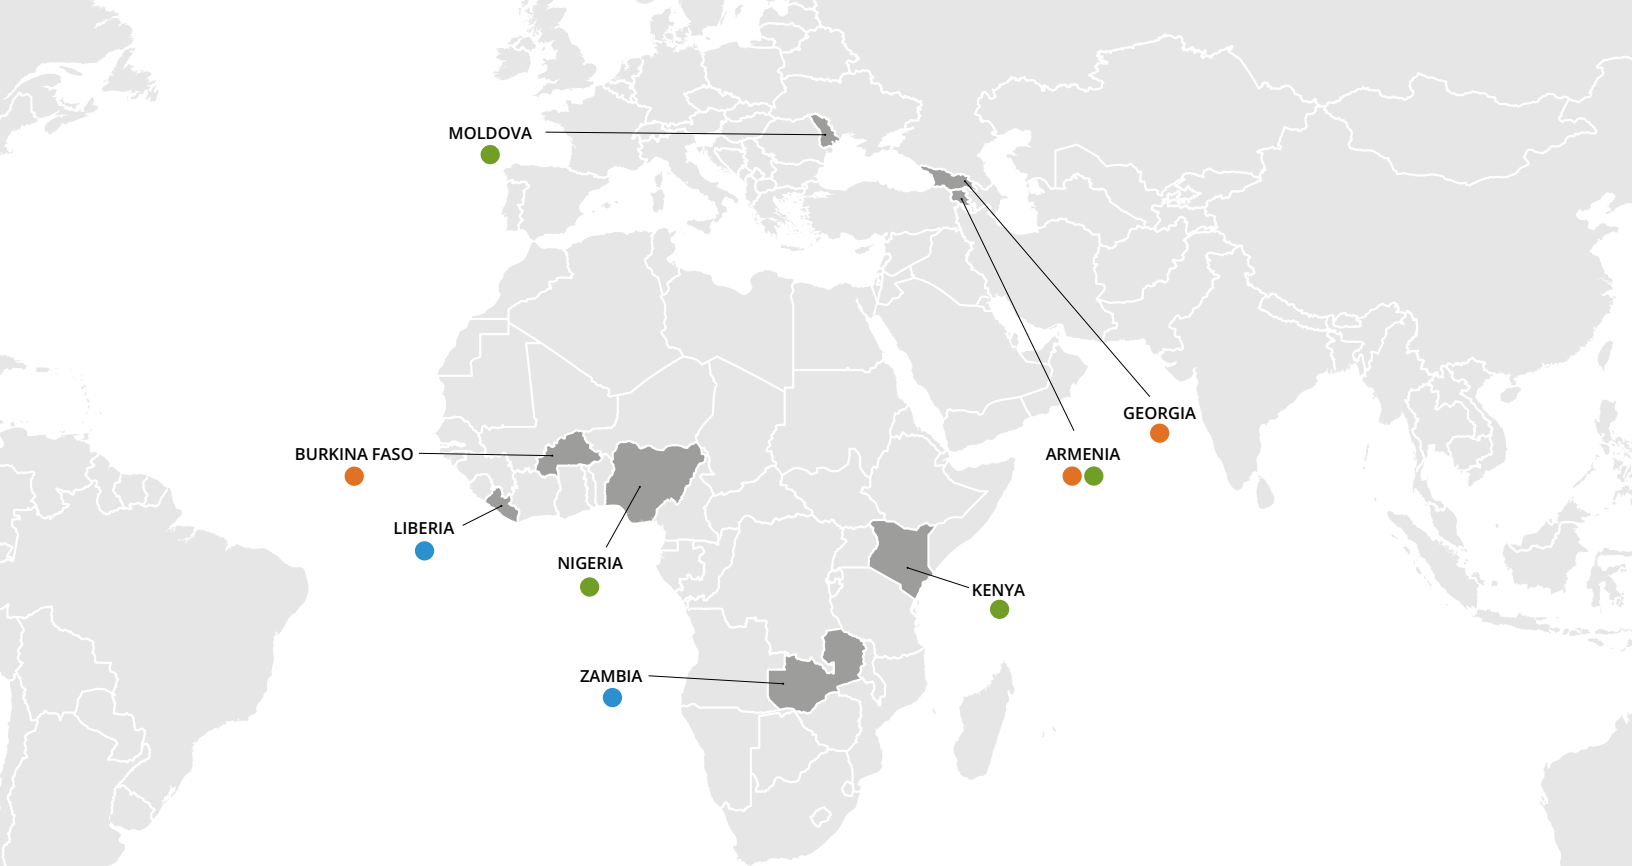 MOLDOVA
GEORGIA
BURKINA FASO
ARMENIA
LIBERIA
NIGERIA
KENYA
ZAMBIA